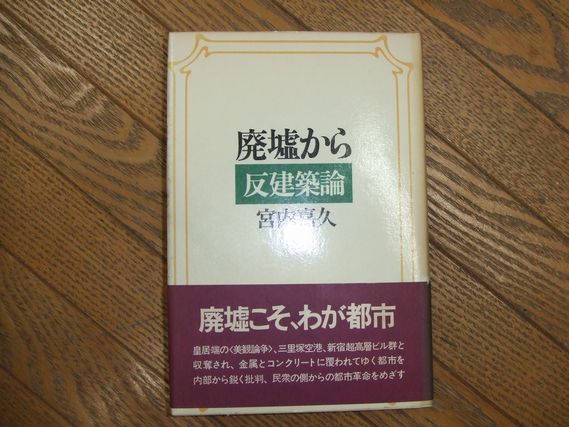 廃墟から
反建築論
宮内嘉久
廃墟こそ、わが都市
皇居端の〈美観論争〉、三里塚空港、新宿超高層ビル群と
収奪され、金属とコンクリートに覆われてゆく都市を
内部から鋭く批判、民衆の側からの都市革命をめざす